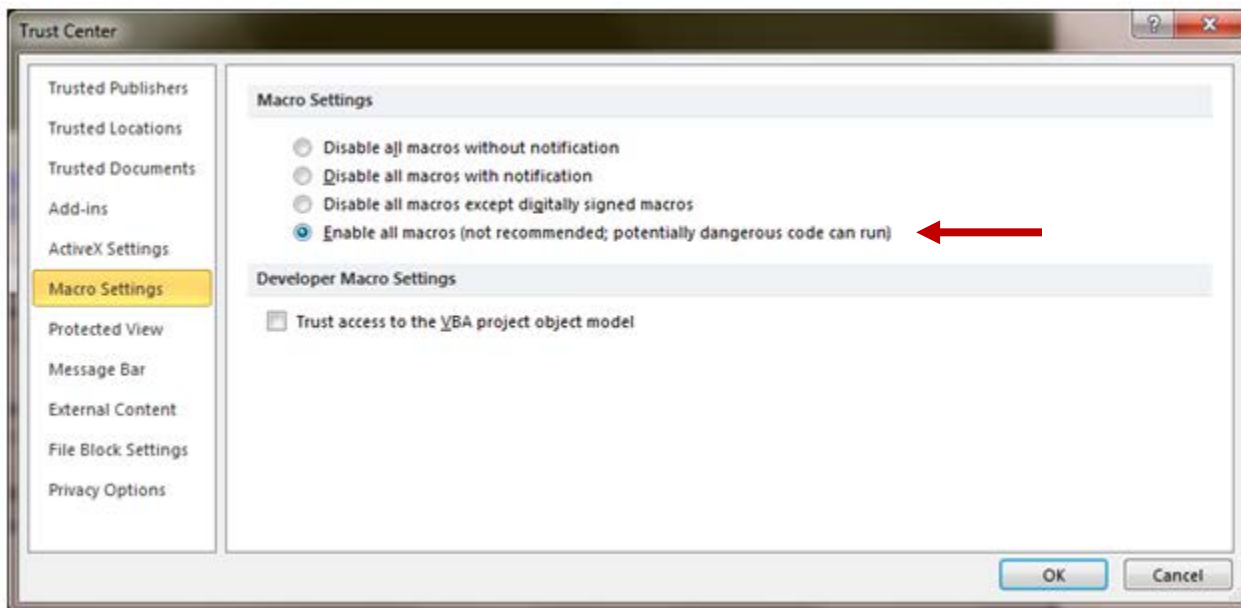 Trust Center
Trusted Publishers
Trusted Locations
Trusted Documents
Add-ins
ActiveX Settings
Macro Settings
Protected View
Message Bar
External Content
File Block Settings
Privacy Options
Macro Settings
Disable all macros without notification
Disable all macros with notification
Disable all macros except digitally signed macros
Enable all macros (not recommended; potentially dangerous code can run)
Developer Macro Settings
Trust access to the VBA project object model
OK
Cancel